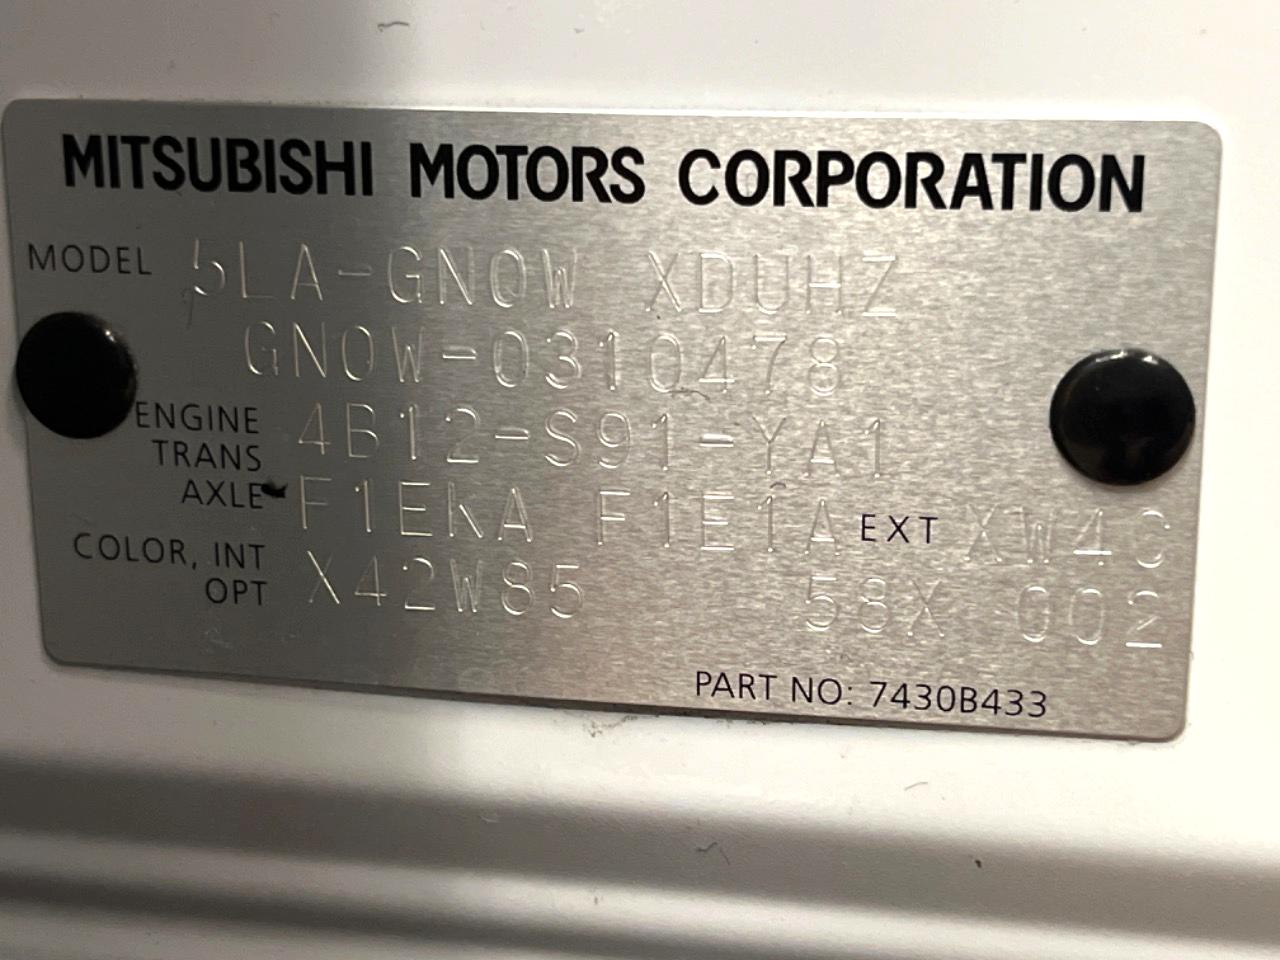 MITSUBISHI MOTORS CORPORATION
MODEL 5LA-GN0W XDUHZ
GN0W-0310478
ENGINE 4B12-S91-YA1
TRANS
AXLE F1EKA F1E1A EXT XW4C
COLOR, INT
OPT X42W85 58X 002
PART NO: 7430B433